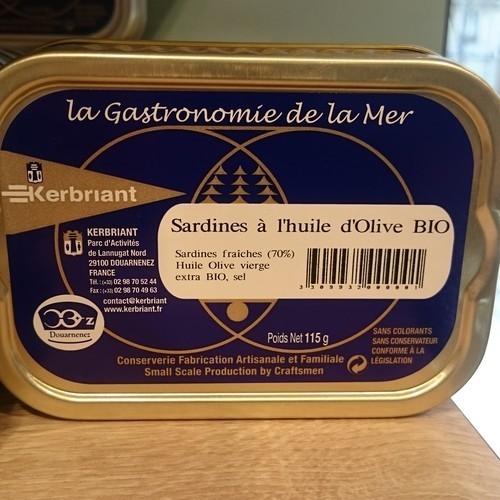 la Gastronomie de la Mer
Kerbriant
Sardines à l'huile d'Olive BIO
Sardines fraîches (70%)
Huile Olive vierge
extra BIO, sel
KERBRIANT
Parc d'Activités
de Lannugat Nord
29100 DOUARNENEZ
FRANCE
Tél. : (+33) 02 98 70 52 44
Fax : (+33) 02 98 70 49 63
contact@kerbriant
www.kerbriant.fr
Douarnenez
Poids Net 115 g
SANS COLORANTS
SANS CONSERVATEUR
CONFORME À LA
LÉGISLATION
Conserverie Fabrication Artisanale et Familiale
Small Scale Production by Craftsmen